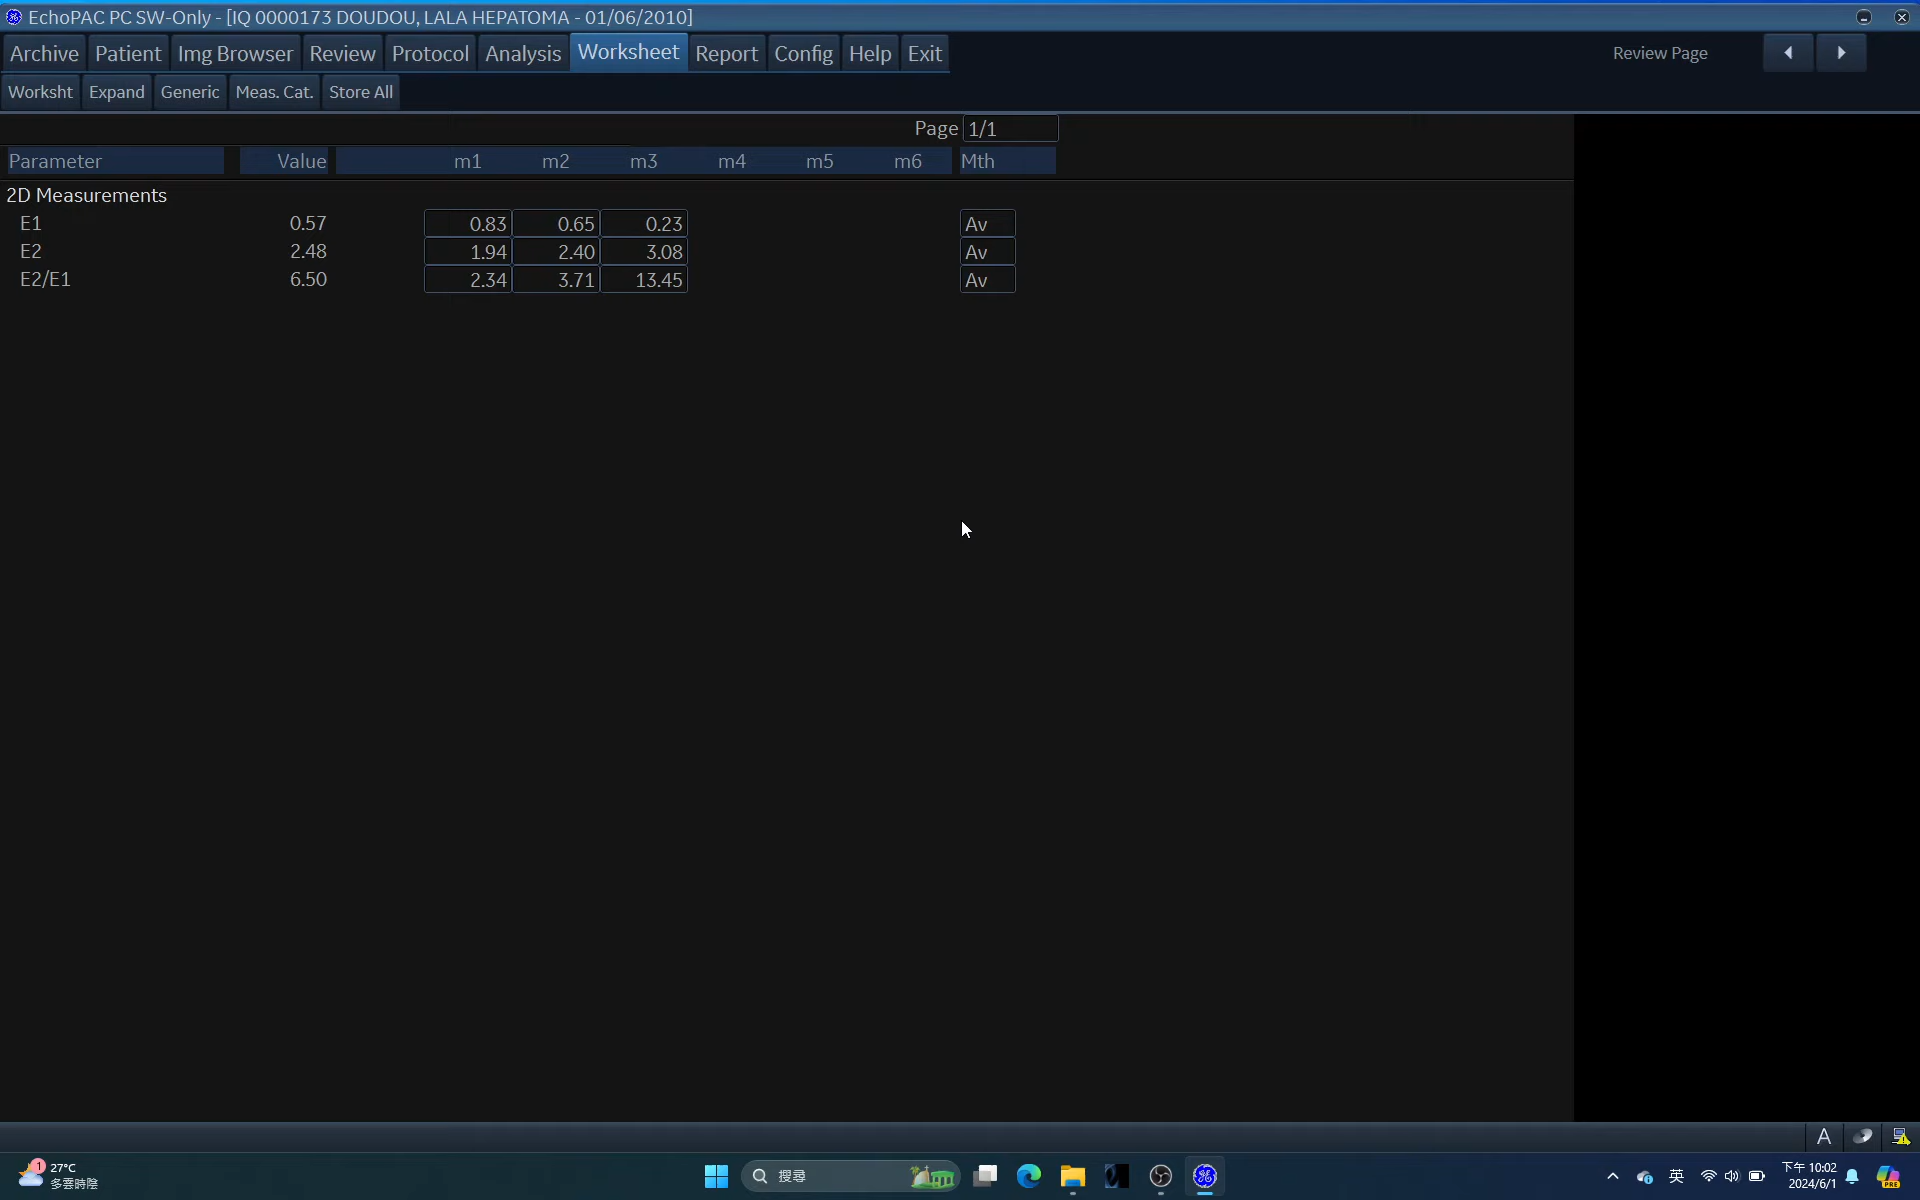 EchoPAC PC SW-Only - [IQ 0000173 DOUDOU, LALA HEPATOMA - 01/06/2010]
Archive Patient Img Browser Review Protocol Analysis Worksheet Report Config Help Exit Review Page
Worksht Expand Generic Meas. Cat. Store All
Page 1/1
Parameter Value m1 m2 m3 m4 m5 m6 Mth
2D Measurements
E1 0.57 0.83 0.65 0.23 Av
E2 2.48 1.94 2.40 3.08 Av
E2/E1 6.50 2.34 3.71 13.45 Av
A
1 27°C
多雲時陰
搜尋
英
下午 10:02
2024/6/1
PRE